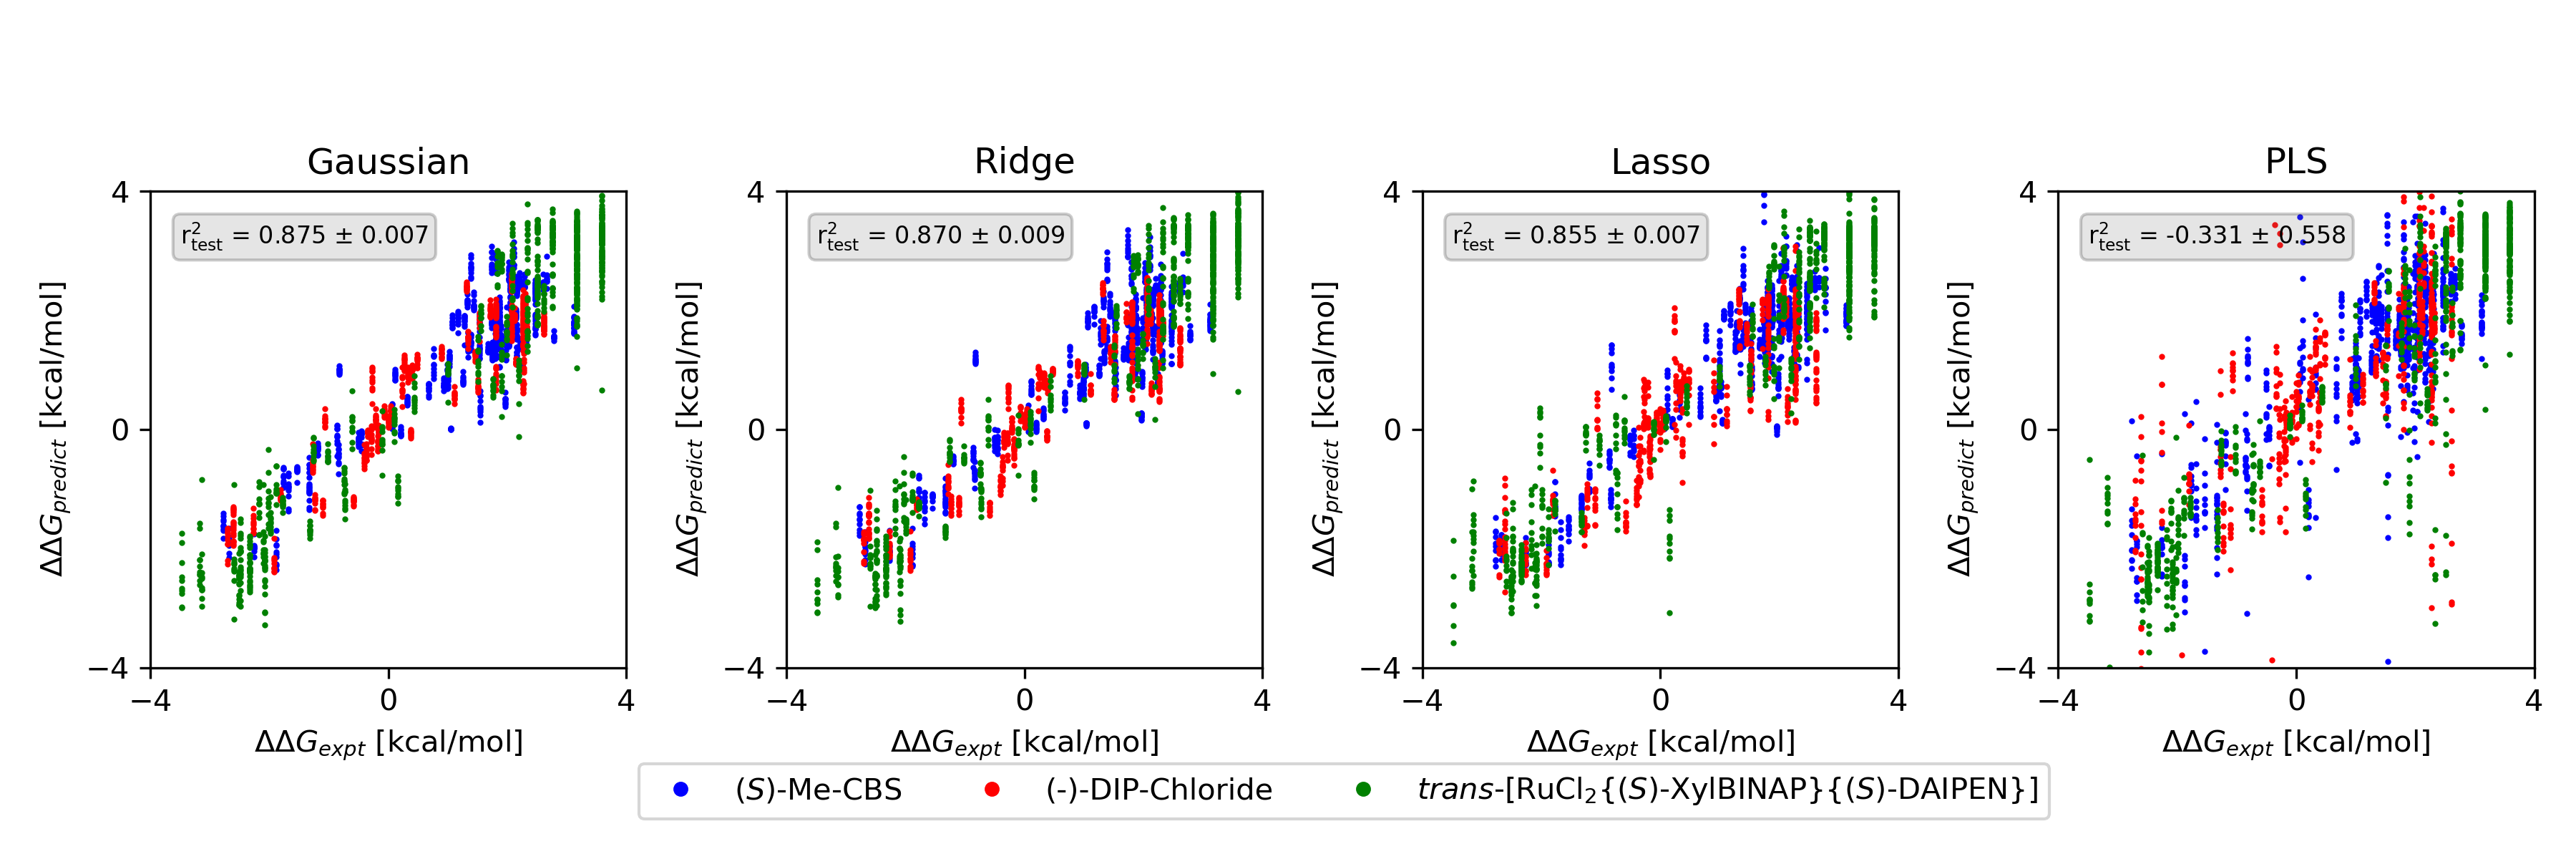 Gaussian
Ridge
Lasso
PLS
r²test = 0.875 ± 0.007
r²test = 0.870 ± 0.009
r²test = 0.855 ± 0.007
r²test = -0.331 ± 0.558
4
0
−4
ΔΔGpredict [kcal/mol]
−4 0 4
ΔΔGexpt [kcal/mol]
4
0
−4
ΔΔGpredict [kcal/mol]
−4 0 4
ΔΔGexpt [kcal/mol]
4
0
−4
ΔΔGpredict [kcal/mol]
−4 0 4
ΔΔGexpt [kcal/mol]
4
0
−4
ΔΔGpredict [kcal/mol]
−4 0 4
ΔΔGexpt [kcal/mol]
(S)-Me-CBS
(-)-DIP-Chloride
trans-[RuCl₂{(S)-XylBINAP}{(S)-DAIPEN}]